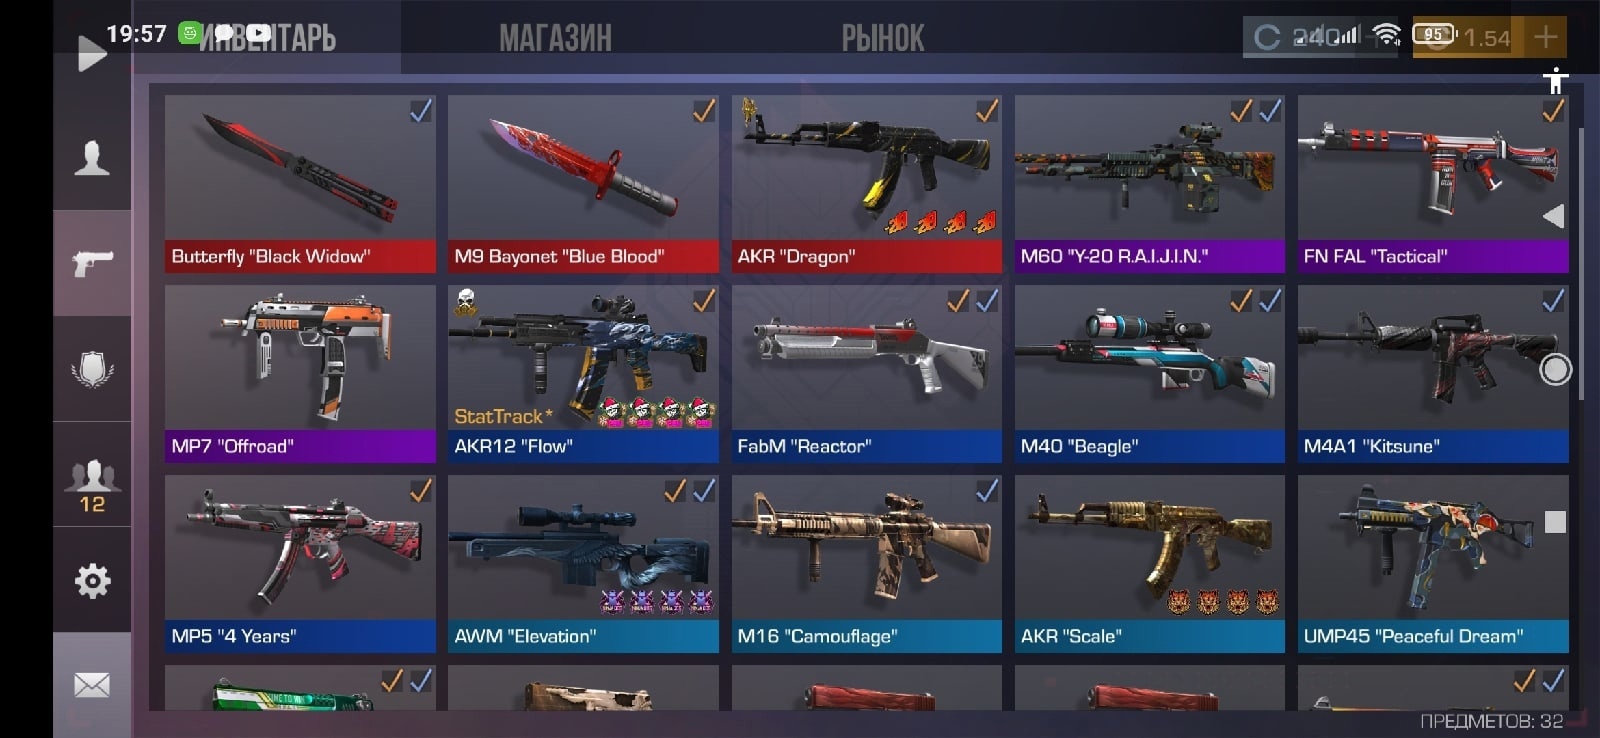 19:57
ИНВЕНТАРЬ
МАГАЗИН
РЫНОК
240
95
1.54
Butterfly "Black Widow"
M9 Bayonet "Blue Blood"
AKR "Dragon"
M60 "Y-20 R.A.I.J.I.N."
FN FAL "Tactical"
MP7 "Offroad"
StatTrack*
AKR12 "Flow"
FabM "Reactor"
M40 "Beagle"
M4A1 "Kitsune"
12
MP5 "4 Years"
AWM "Elevation"
M16 "Camouflage"
AKR "Scale"
UMP45 "Peaceful Dream"
ПРЕДМЕТОВ: 32